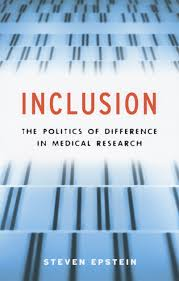 INCLUSION
THE POLITICS OF DIFFERENCE
IN MEDICAL RESEARCH
STEVEN EPSTEIN